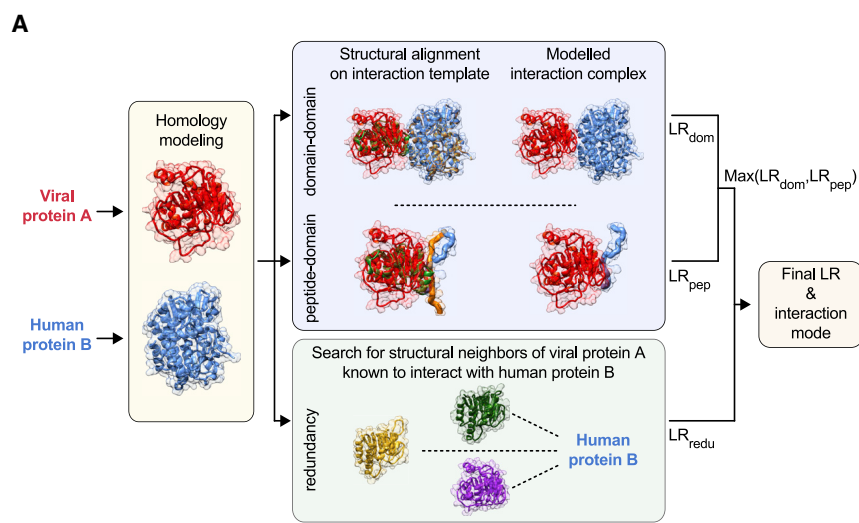 A
Homology
modeling
Viral
protein A
Human
protein B
Structural alignment
on interaction template
Modelled
interaction complex
domain-domain
peptide-domain
LRdom
LRpep
Max(LRdom,LRpep)
Search for structural neighbors of viral protein A
known to interact with human protein B
redundancy
Human
protein B
LRredu
Final LR
&
interaction
mode